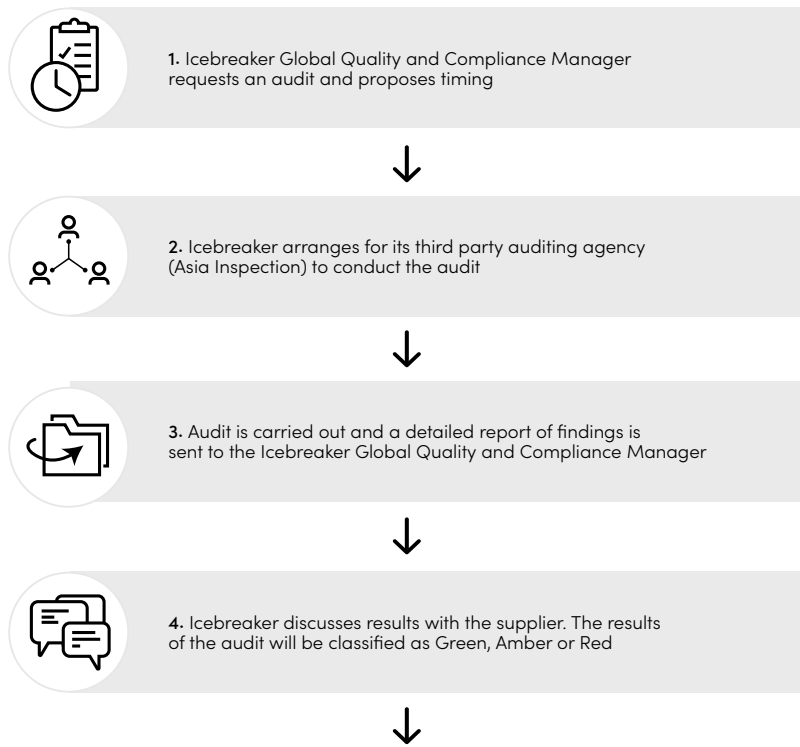 1. Icebreaker Global Quality and Compliance Manager
requests an audit and proposes timing
2. Icebreaker arranges for its third party auditing agency
(Asia Inspection) to conduct the audit
3. Audit is carried out and a detailed report of findings is
sent to the Icebreaker Global Quality and Compliance Manager
4. Icebreaker discusses results with the supplier. The results
of the audit will be classified as Green, Amber or Red